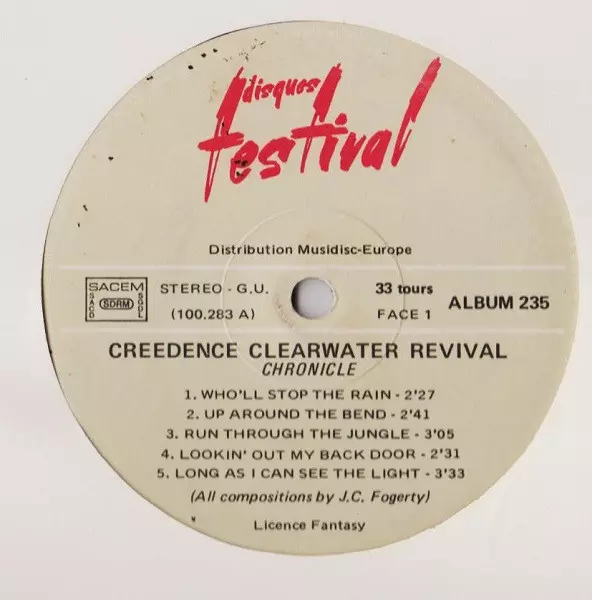 disques
festival
Distribution Musidisc-Europe
SACEM
SACD SDRM SGDL
STEREO - G.U.
(100.283 A)
33 tours
FACE 1
ALBUM 235
CREEDENCE CLEARWATER REVIVAL
CHRONICLE
1. WHO'LL STOP THE RAIN - 2'27
2. UP AROUND THE BEND - 2'41
3. RUN THROUGH THE JUNGLE - 3'05
4. LOOKIN' OUT MY BACK DOOR - 2'31
5. LONG AS I CAN SEE THE LIGHT - 3'33
(All compositions by J.C. Fogerty)
Licence Fantasy